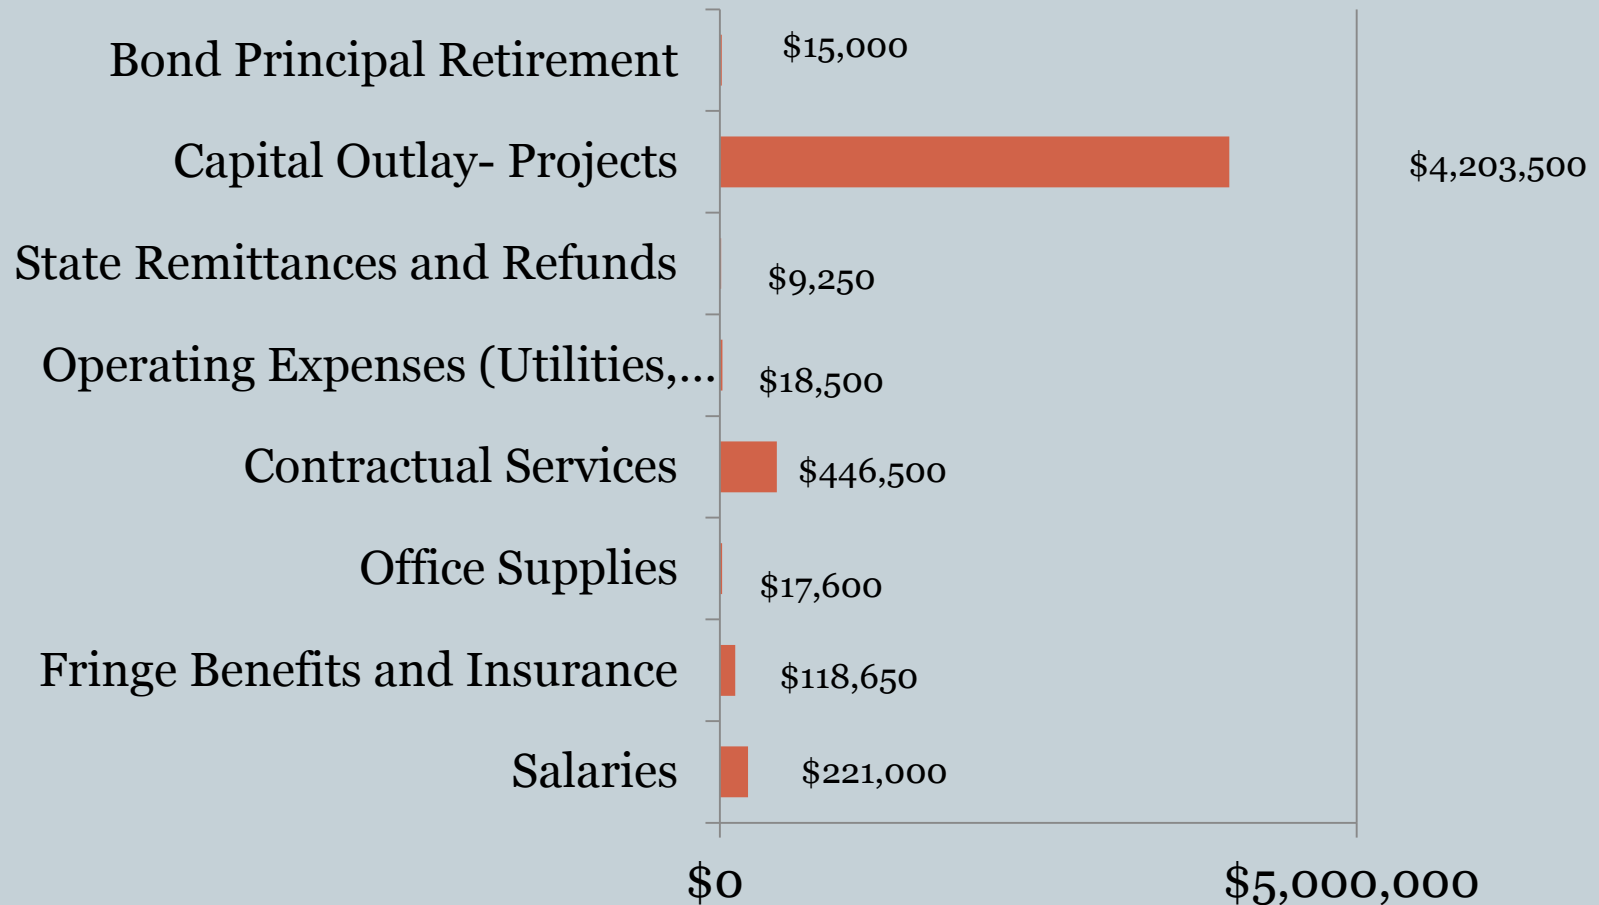 Bond Principal Retirement
$15,000
Capital Outlay- Projects
$4,203,500
State Remittances and Refunds
$9,250
Operating Expenses (Utilities,...
$18,500
Contractual Services
$446,500
Office Supplies
$17,600
Fringe Benefits and Insurance
$118,650
Salaries
$221,000
$0
$5,000,000